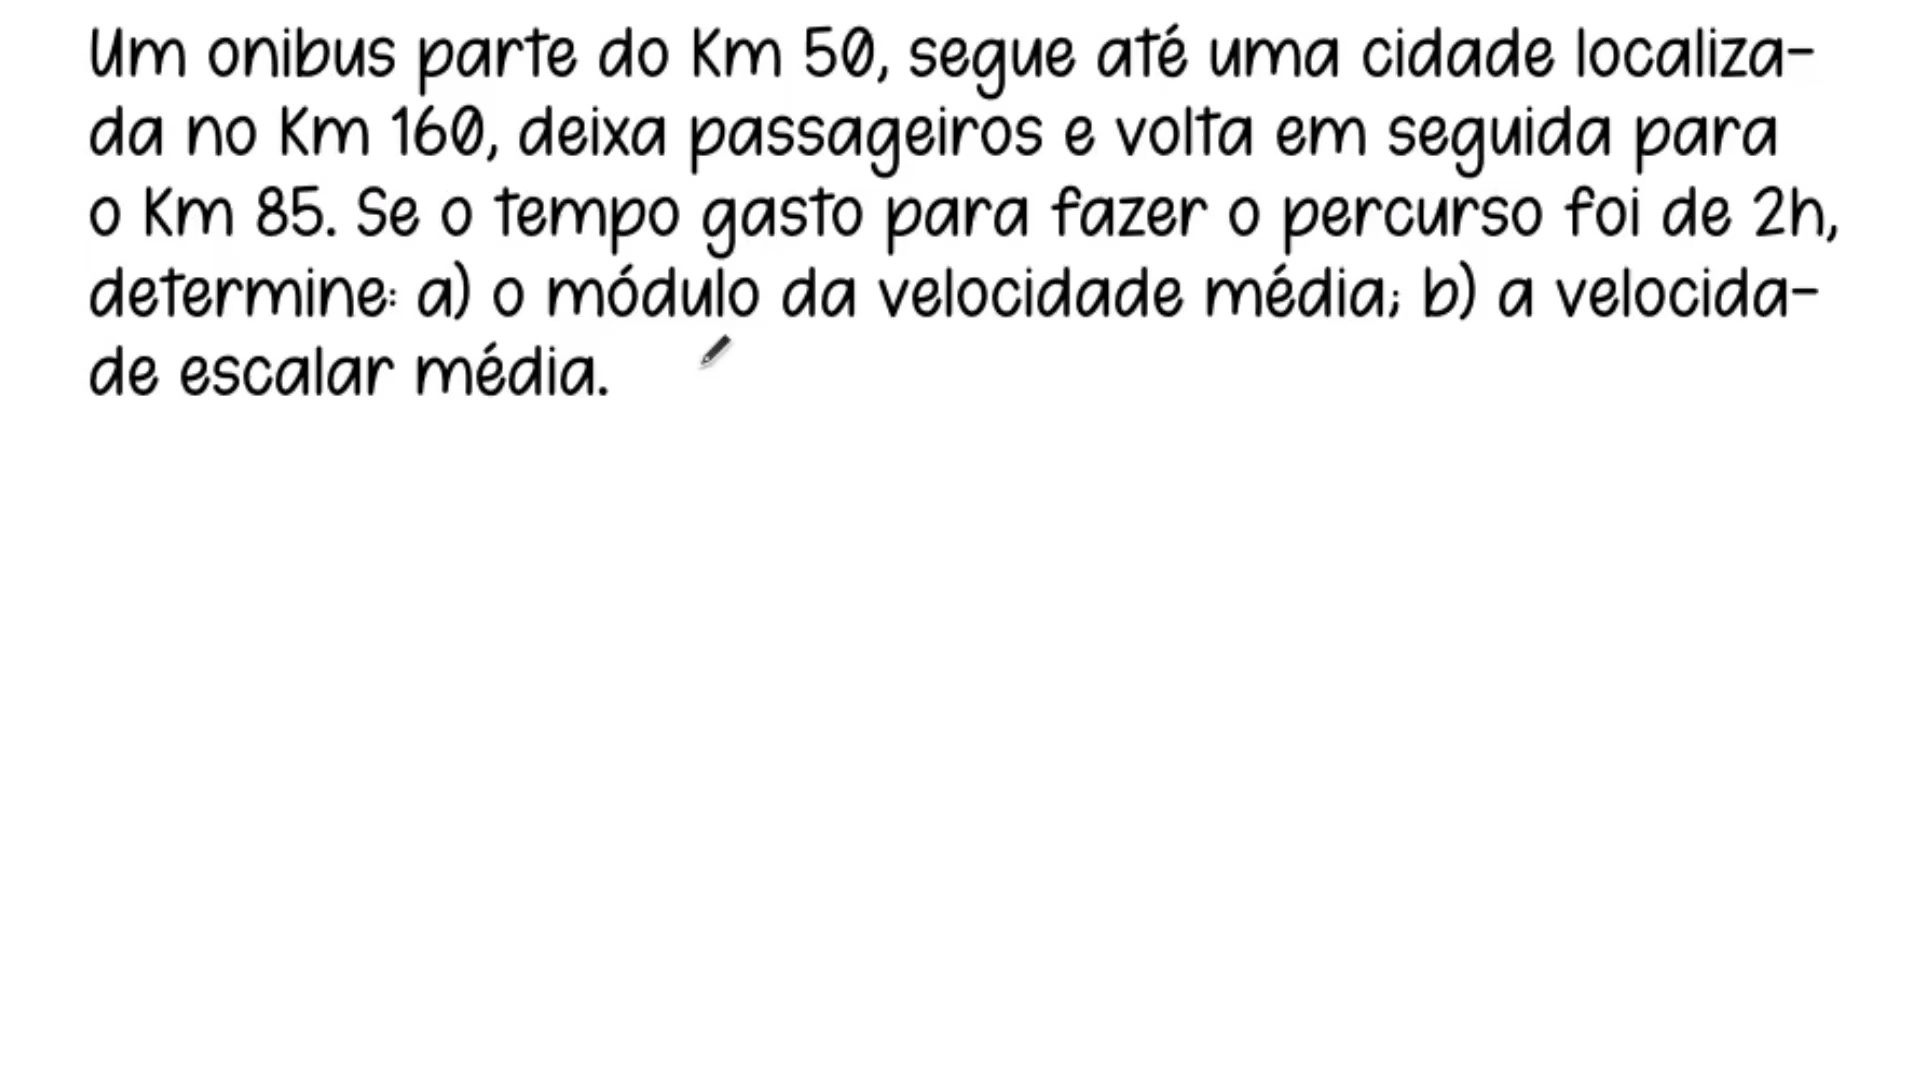 Um onibus parte do Km 50, segue até uma cidade localiza-
da no Km 160, deixa passageiros e volta em seguida para
o Km 85. Se o tempo gasto para fazer o percurso foi de 2h,
determine: a) o módulo da velocidade média; b) a velocida-
de escalar média.